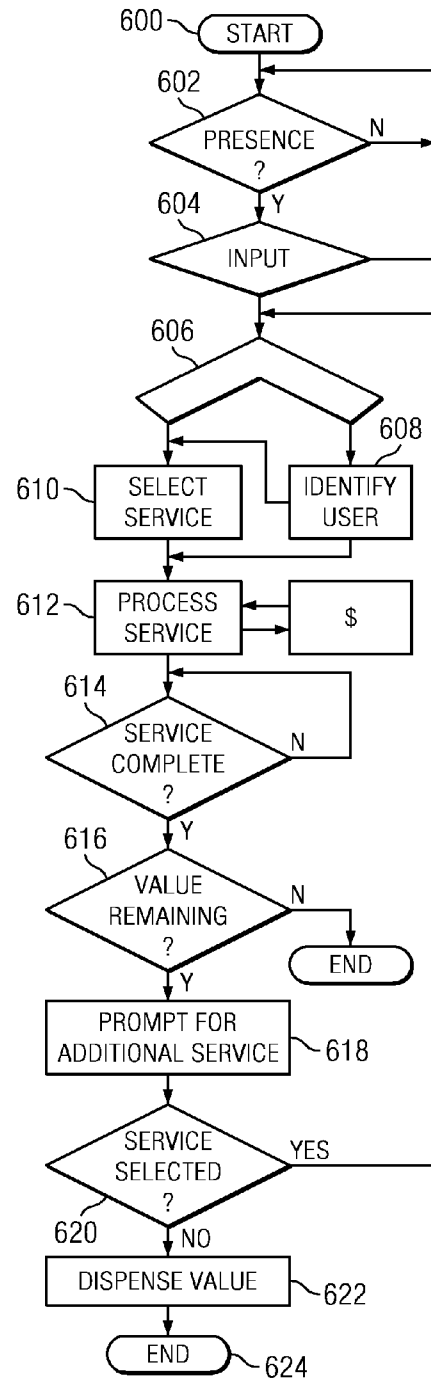 600
START
602
PRESENCE
?
N
Y
604
INPUT
606
608
610
SELECT
SERVICE
IDENTIFY
USER
612
PROCESS
SERVICE
$
614
SERVICE
COMPLETE
?
N
Y
616
VALUE
REMAINING
?
N
END
Y
PROMPT FOR
ADDITIONAL SERVICE
618
SERVICE
SELECTED
?
YES
620
NO
DISPENSE VALUE
622
END
624